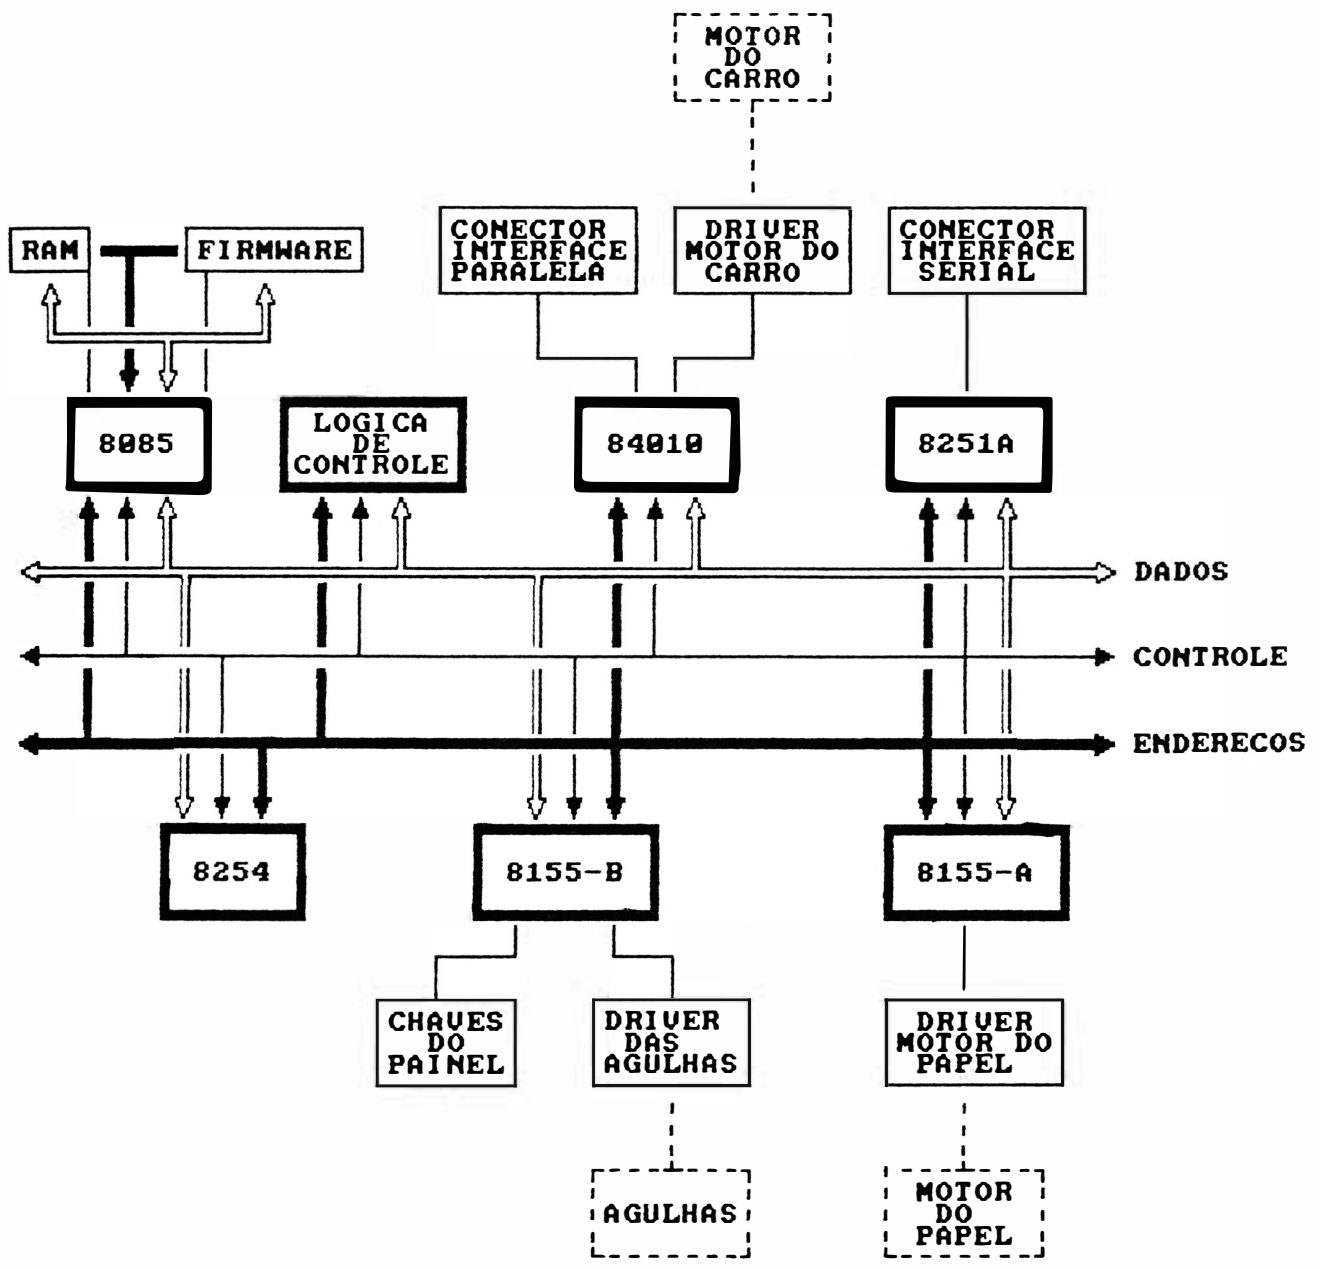 MOTOR
DO
CARRO
RAM
FIRMWARE
CONECTOR
INTERFACE
PARALELA
DRIVER
MOTOR DO
CARRO
CONECTOR
INTERFACE
SERIAL
8085
LOGICA
DE
CONTROLE
84010
8251A
DADOS
CONTROLE
ENDERECOS
8254
8155-B
8155-A
CHAVES
DO
PAINEL
DRIVER
DAS
AGULHAS
DRIVER
MOTOR DO
PAPEL
AGULHAS
MOTOR
DO
PAPEL